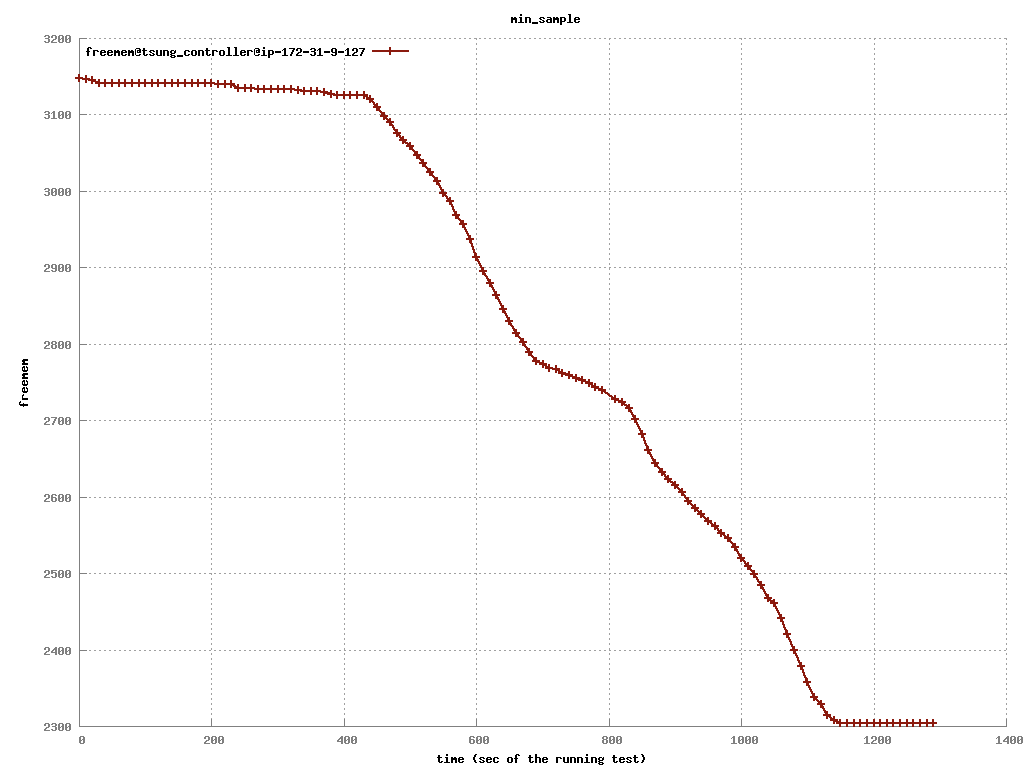 min_sample
freemem@tsung_controller@ip-172-31-9-127
3200
3100
3000
2900
2800
2700
2600
2500
2400
2300
freemem
0 200 400 600 800 1000 1200 1400
time (sec of the running test)